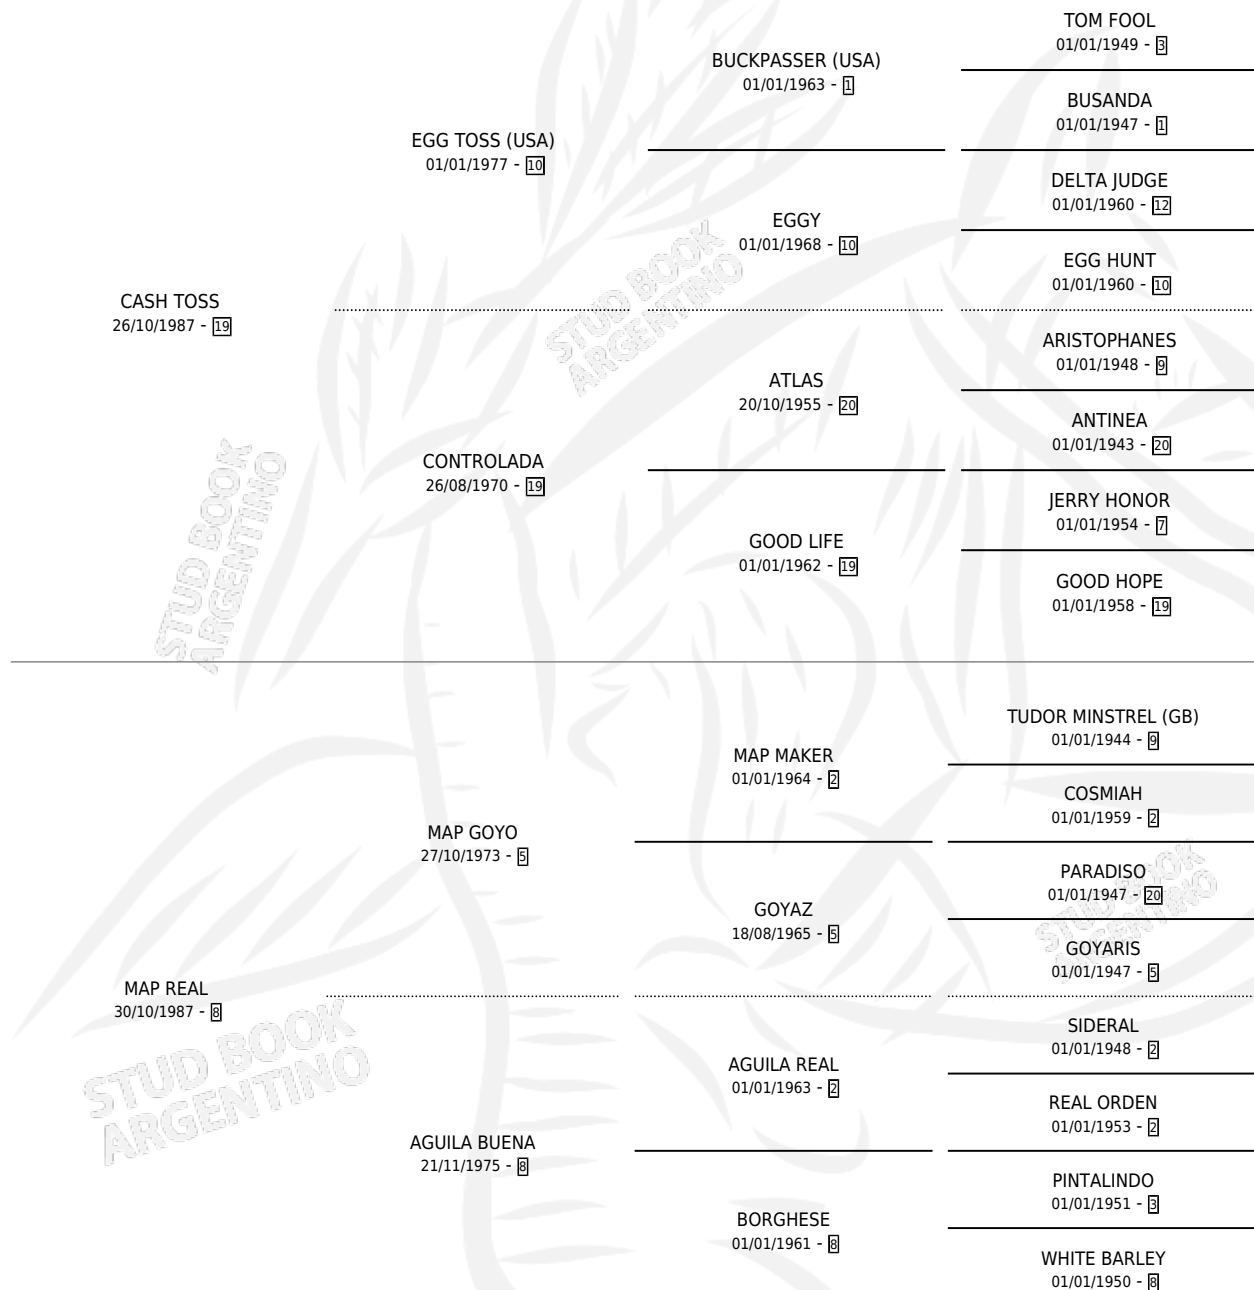 TOM FOOL
01/01/1949 - 3
BUCKPASSER (USA)
01/01/1963 - 1
BUSANDA
01/01/1947 - 1
EGG TOSS (USA)
01/01/1977 - 10
DELTA JUDGE
01/01/1960 - 12
EGGY
01/01/1968 - 10
EGG HUNT
01/01/1960 - 10
CASH TOSS
26/10/1987 - 19
ARISTOPHANES
01/01/1948 - 9
ATLAS
20/10/1955 - 20
ANTINEA
01/01/1943 - 20
CONTROLADA
26/08/1970 - 19
JERRY HONOR
01/01/1954 - 7
GOOD LIFE
01/01/1962 - 19
GOOD HOPE
01/01/1958 - 19
TUDOR MINSTREL (GB)
01/01/1944 - 9
MAP MAKER
01/01/1964 - 2
COSMIAH
01/01/1959 - 2
MAP GOYO
27/10/1973 - 5
PARADISO
01/01/1947 - 20
GOYAZ
18/08/1965 - 5
GOYARIS
01/01/1947 - 5
MAP REAL
30/10/1987 - 8
SIDERAL
01/01/1948 - 2
AGUILA REAL
01/01/1963 - 2
REAL ORDEN
01/01/1953 - 2
AGUILA BUENA
21/11/1975 - 8
PINTALINDO
01/01/1951 - 3
BORGHESE
01/01/1961 - 8
WHITE BARLEY
01/01/1950 - 8
STUD BOOK
ARGENTINO
STUD BOOK
ARGENTINO
STUD BOOK
ARGENTINO
STUD BOOK
ARGENTINO